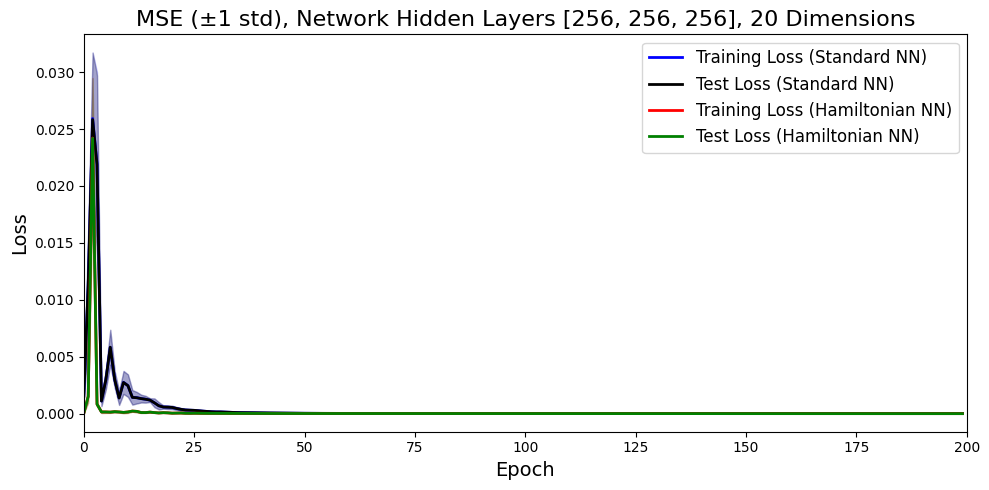 MSE (±1 std), Network Hidden Layers [256, 256, 256], 20 Dimensions
Training Loss (Standard NN)
Test Loss (Standard NN)
Training Loss (Hamiltonian NN)
Test Loss (Hamiltonian NN)
Loss
0.030
0.025
0.020
0.015
0.010
0.005
0.000
0 25 50 75 100 125 150 175 200
Epoch